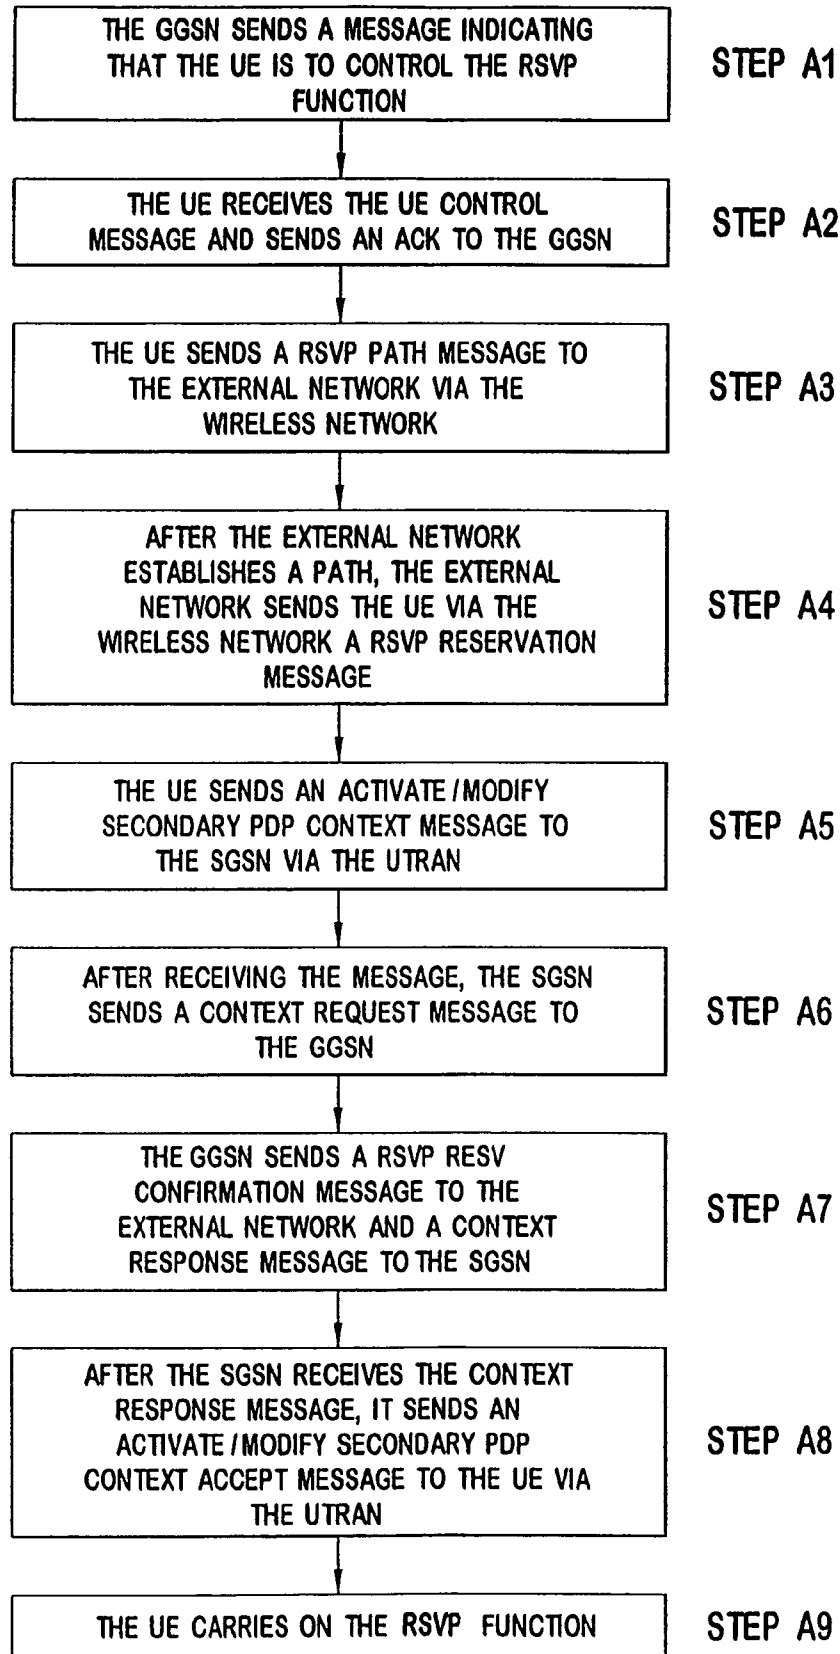 THE GGSN SENDS A MESSAGE INDICATING
THAT THE UE IS TO CONTROL THE RSVP
FUNCTION
STEP A1
THE UE RECEIVES THE UE CONTROL
MESSAGE AND SENDS AN ACK TO THE GGSN
STEP A2
THE UE SENDS A RSVP PATH MESSAGE TO
THE EXTERNAL NETWORK VIA THE
WIRELESS NETWORK
STEP A3
AFTER THE EXTERNAL NETWORK
ESTABLISHES A PATH, THE EXTERNAL
NETWORK SENDS THE UE VIA THE
WIRELESS NETWORK A RSVP RESERVATION
MESSAGE
STEP A4
THE UE SENDS AN ACTIVATE/MODIFY
SECONDARY PDP CONTEXT MESSAGE TO
THE SGSN VIA THE UTRAN
STEP A5
AFTER RECEIVING THE MESSAGE, THE SGSN
SENDS A CONTEXT REQUEST MESSAGE TO
THE GGSN
STEP A6
THE GGSN SENDS A RSVP RESV
CONFIRMATION MESSAGE TO THE
EXTERNAL NETWORK AND A CONTEXT
RESPONSE MESSAGE TO THE SGSN
STEP A7
AFTER THE SGSN RECEIVES THE CONTEXT
RESPONSE MESSAGE, IT SENDS AN
ACTIVATE/MODIFY SECONDARY PDP
CONTEXT ACCEPT MESSAGE TO THE UE VIA
THE UTRAN
STEP A8
THE UE CARRIES ON THE RSVP FUNCTION
STEP A9